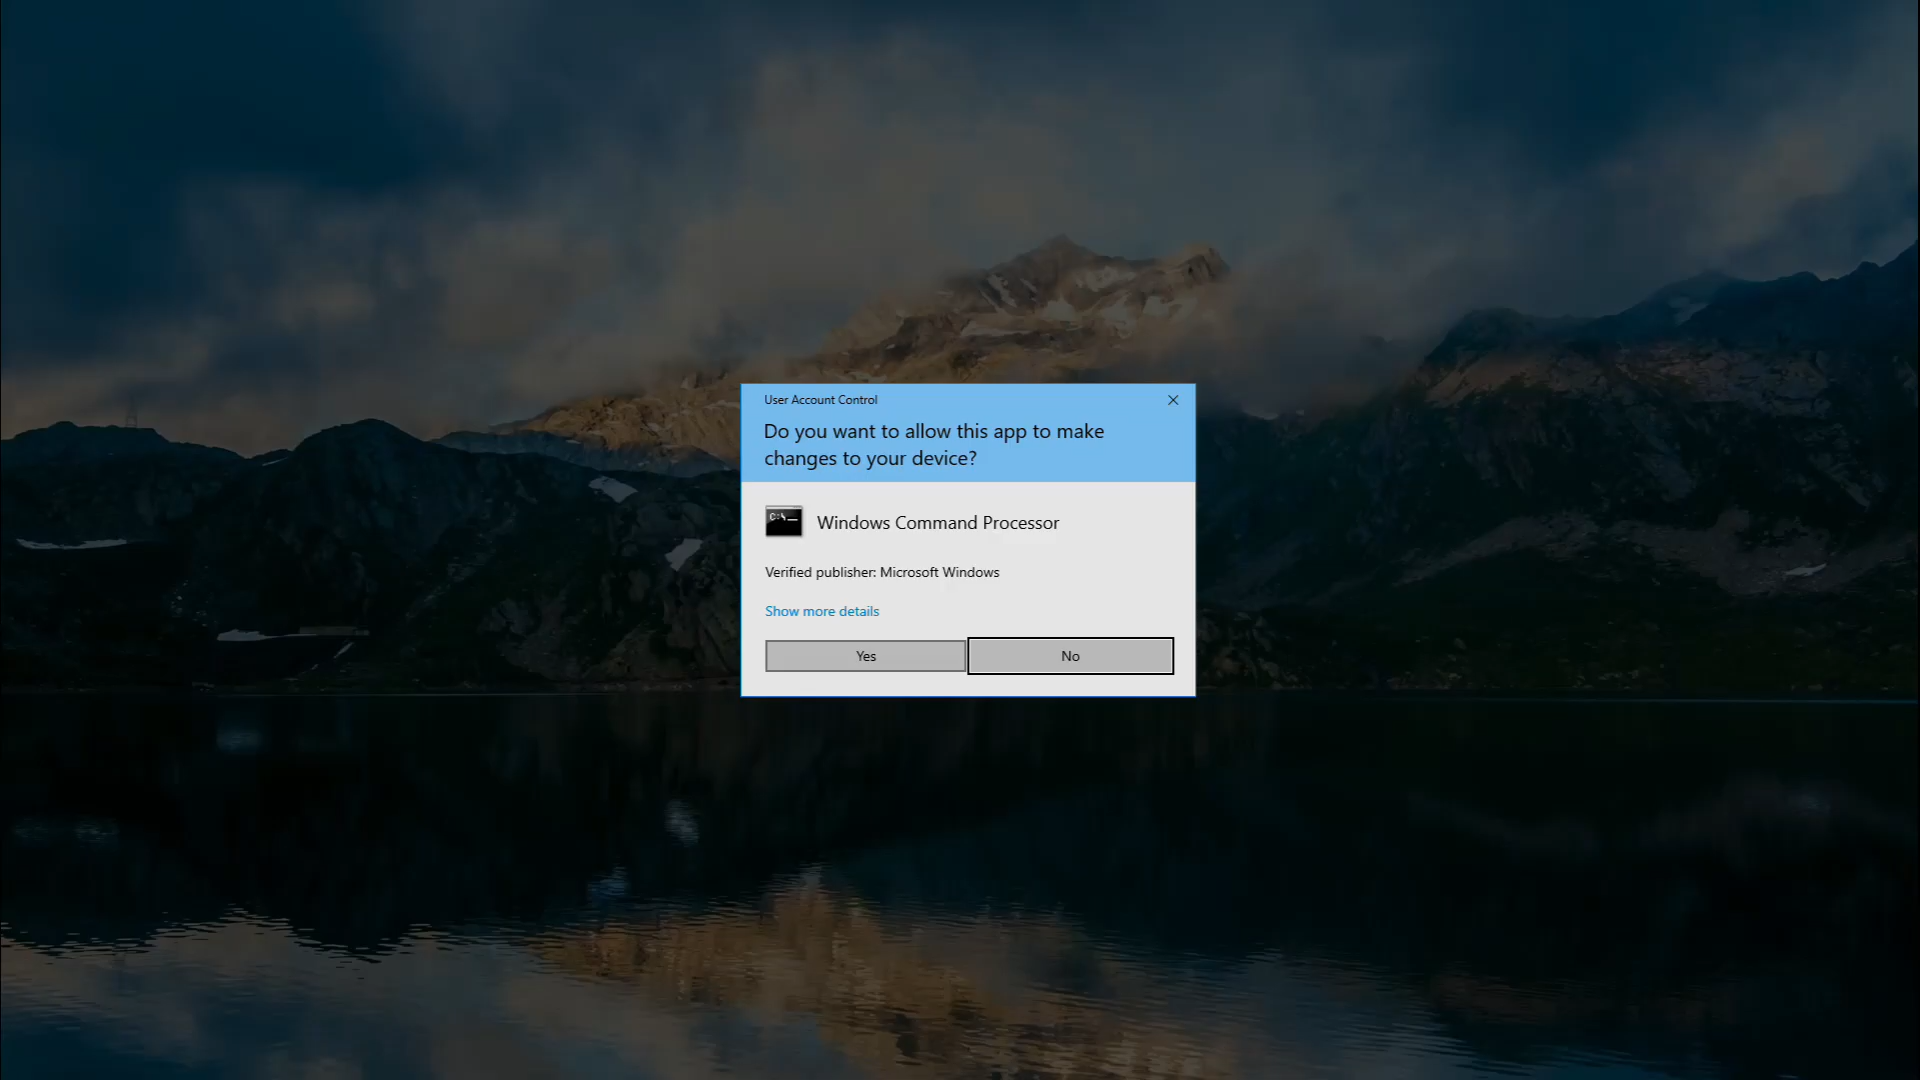 User Account Control
Do you want to allow this app to make
changes to your device?
C:\
Windows Command Processor
Verified publisher: Microsoft Windows
Show more details
Yes
No